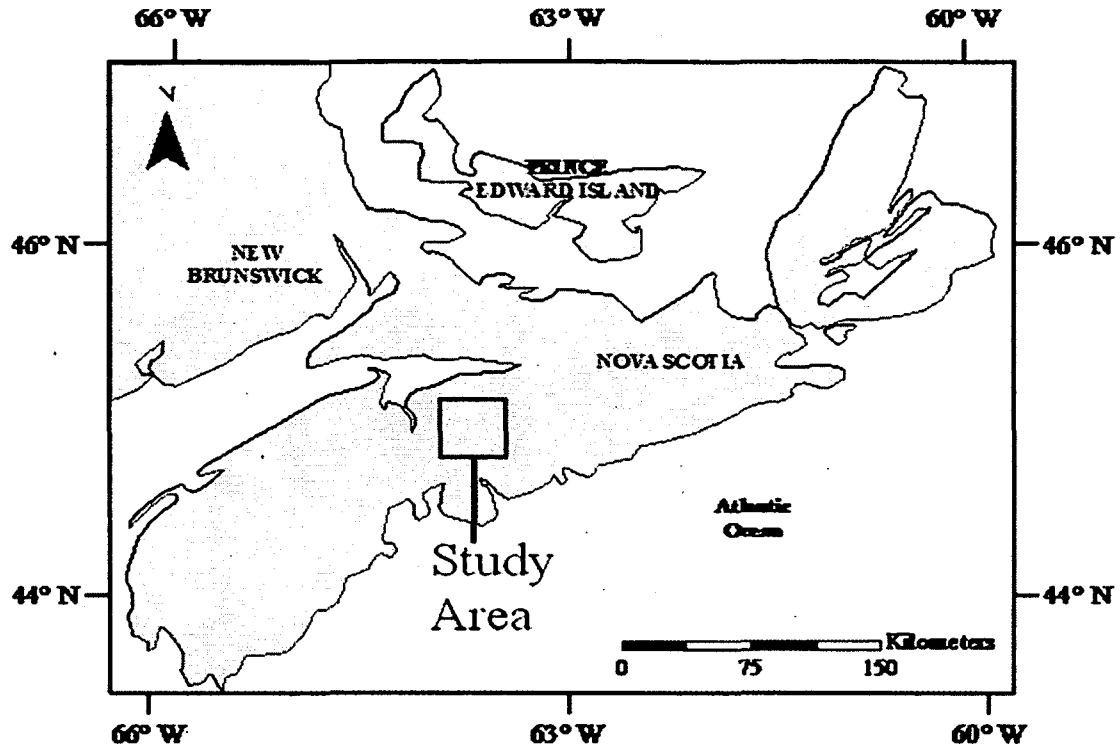 66° W 63° W 60° W
PRINCE
EDWARD ISLAND
46° N 46° N
NEW
BRUNSWICK
NOVA SCOTIA
Atlantic
Ocean
Study
Area
44° N 44° N
Kilometers
0 75 150
66° W 63° W 60° W